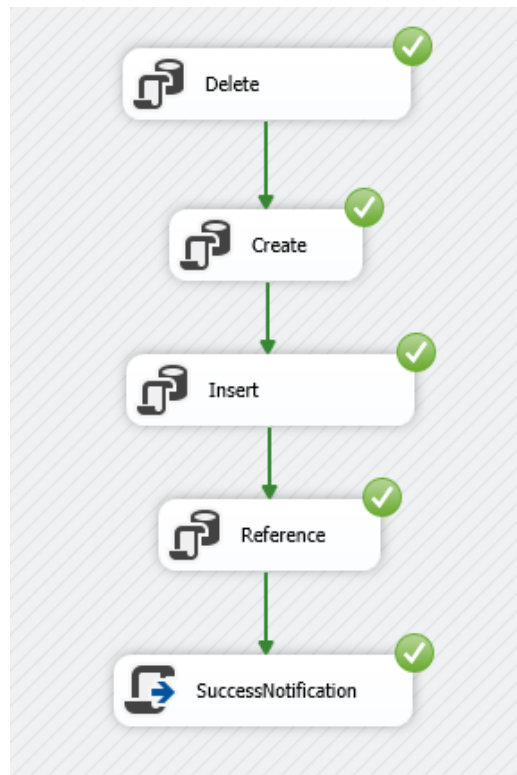 Delete
Create
Insert
Reference
SuccessNotification